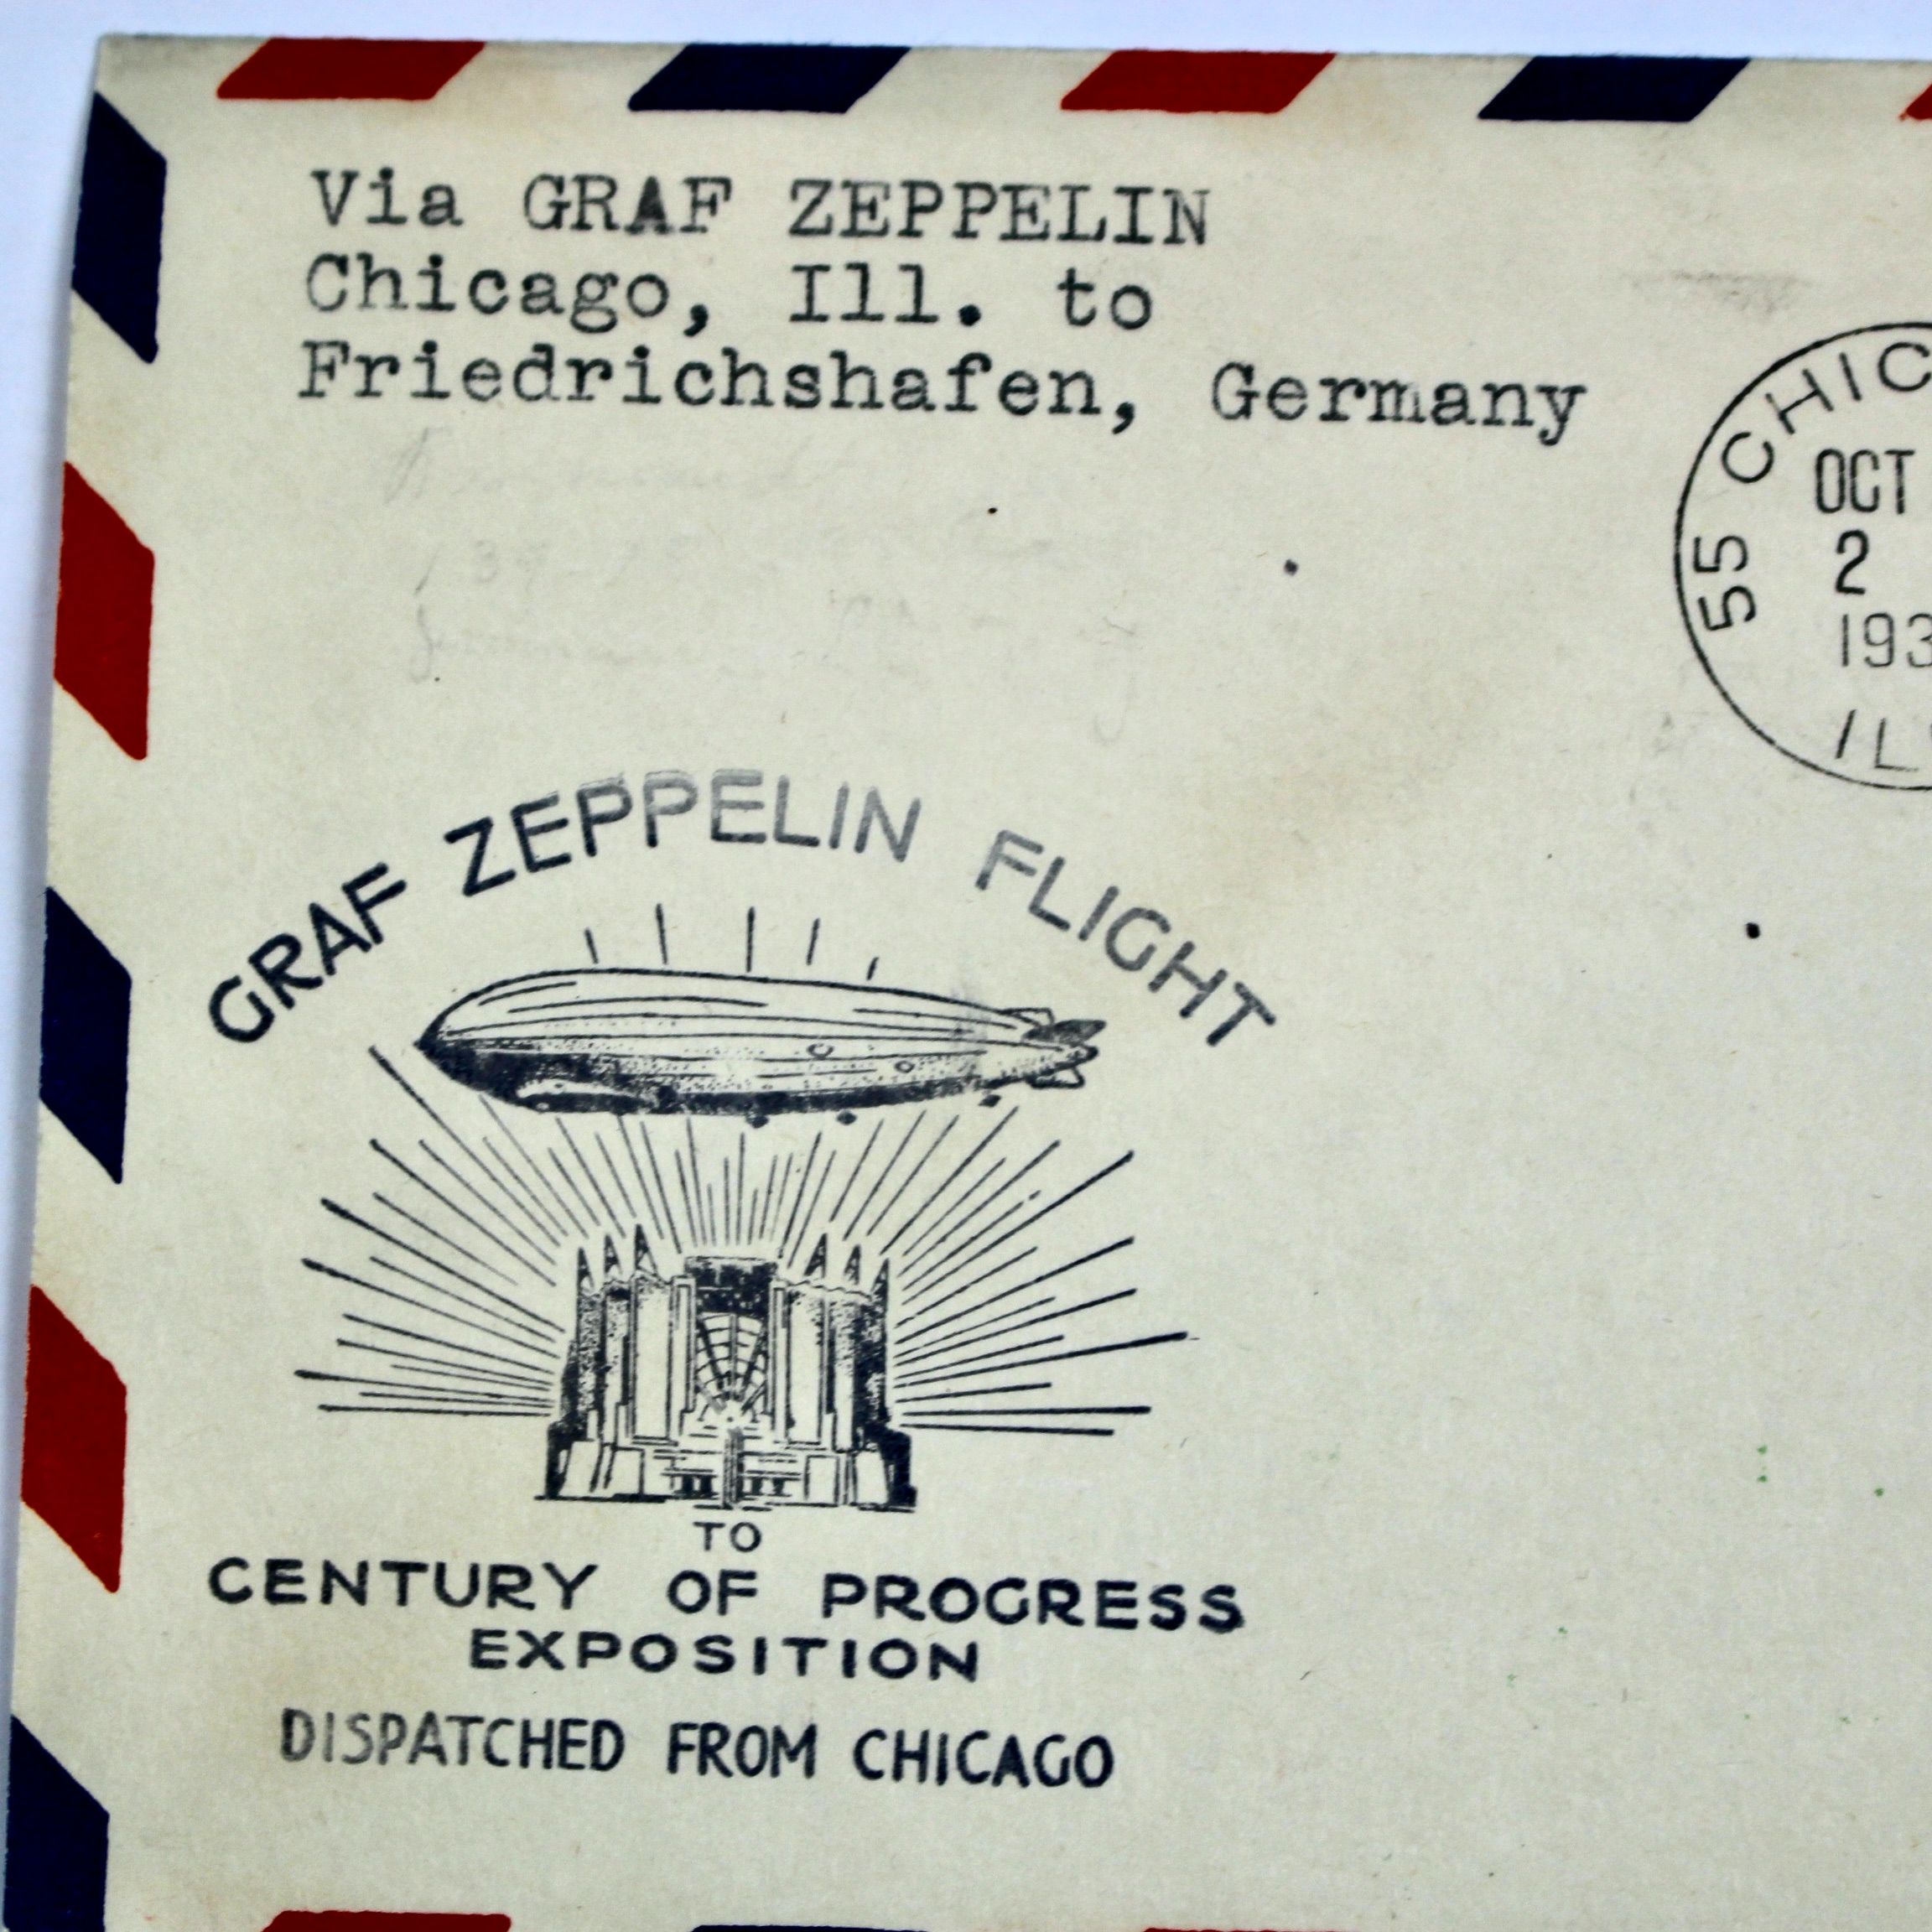 Via GRAF ZEPPELIN
Chicago, Ill. to
Friedrichshafen, Germany
55 CHIC
OCT
2
193
IL
GRAF ZEPPELIN FLIGHT
TO
CENTURY OF PROGRESS
EXPOSITION
DISPATCHED FROM CHICAGO